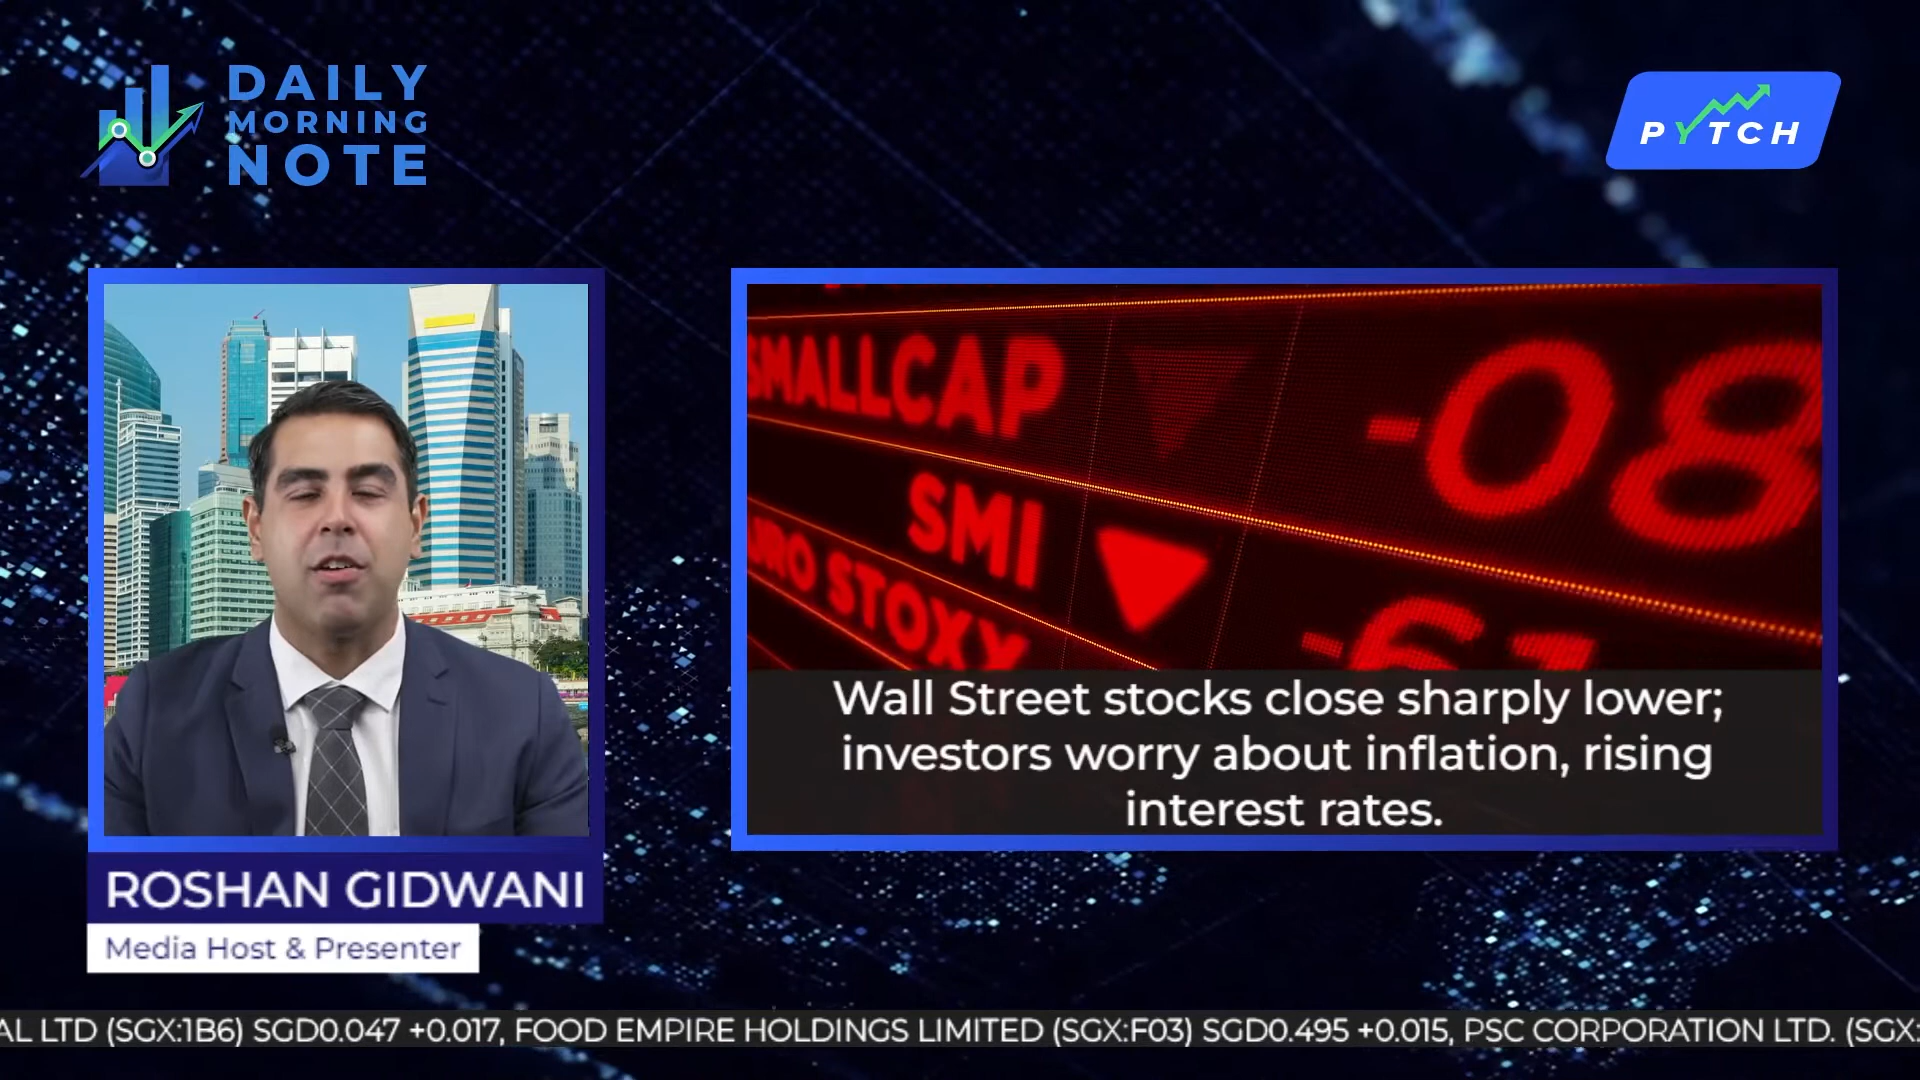 DAILY
MORNING
NOTE
PYTCH
SMALLCAP -08
SMI
EURO STOXX
Wall Street stocks close sharply lower;
investors worry about inflation, rising
interest rates.
ROSHAN GIDWANI
Media Host & Presenter
AL LTD (SGX:1B6) SGD0.047 +0.017, FOOD EMPIRE HOLDINGS LIMITED (SGX:F03) SGD0.495 +0.015, PSC CORPORATION LTD. (SGX: